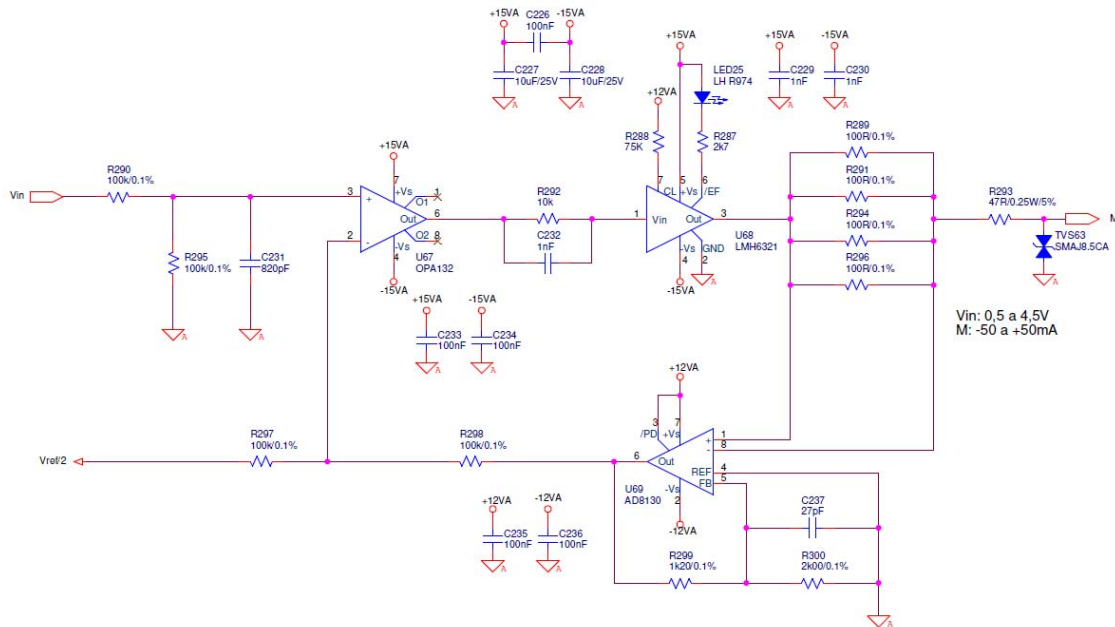 +15VA
C226
100nF
-15VA
C227
10uF/25V
C228
10uF/25V
A
A
+15VA
LED25
LH R974
+15VA
-15VA
C229
1nF
C230
1nF
A
A
+12VA
R288
75K
R287
2k7
R289
100R/0.1%
R291
100R/0.1%
R294
100R/0.1%
R296
100R/0.1%
R293
47R/0.25W/5%
M
TVS63
SMAJ8.5CA
A
Vin: 0,5 a 4,5V
M: -50 a +50mA
Vin
R290
100k/0.1%
R295
100k/0.1%
C231
820pF
A
A
+15VA
7
+Vs
O1
1
3
+
Out
6
2
-
O2
8
-Vs
4
U67
OPA132
-15VA
R292
10k
C232
1nF
7
5
6
CL
+Vs
/EF
1
Vin
Out
3
-Vs
GND
4
2
U68
LMH6321
-15VA
A
+15VA
-15VA
C233
100nF
C234
100nF
A
A
Vref/2
R297
100k/0.1%
R298
100k/0.1%
+12VA
3
7
/PD
+Vs
6
Out
+
1
-
8
REF
4
FB
5
-Vs
2
U69
AD8130
-12VA
+12VA
-12VA
C235
100nF
C236
100nF
A
A
C237
27pF
R299
1k20/0.1%
R300
2k00/0.1%
A